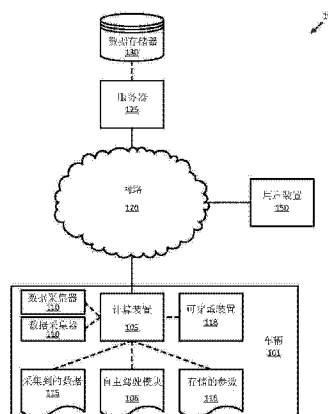 数据存储器
130
服务器
125
网络
120
用户装置
150
数据采集器
110
数据采集器
110
计算装置
105
可穿戴装置
车辆
101
采集到的数据
115
自主驾驶模块
106
存储的参数